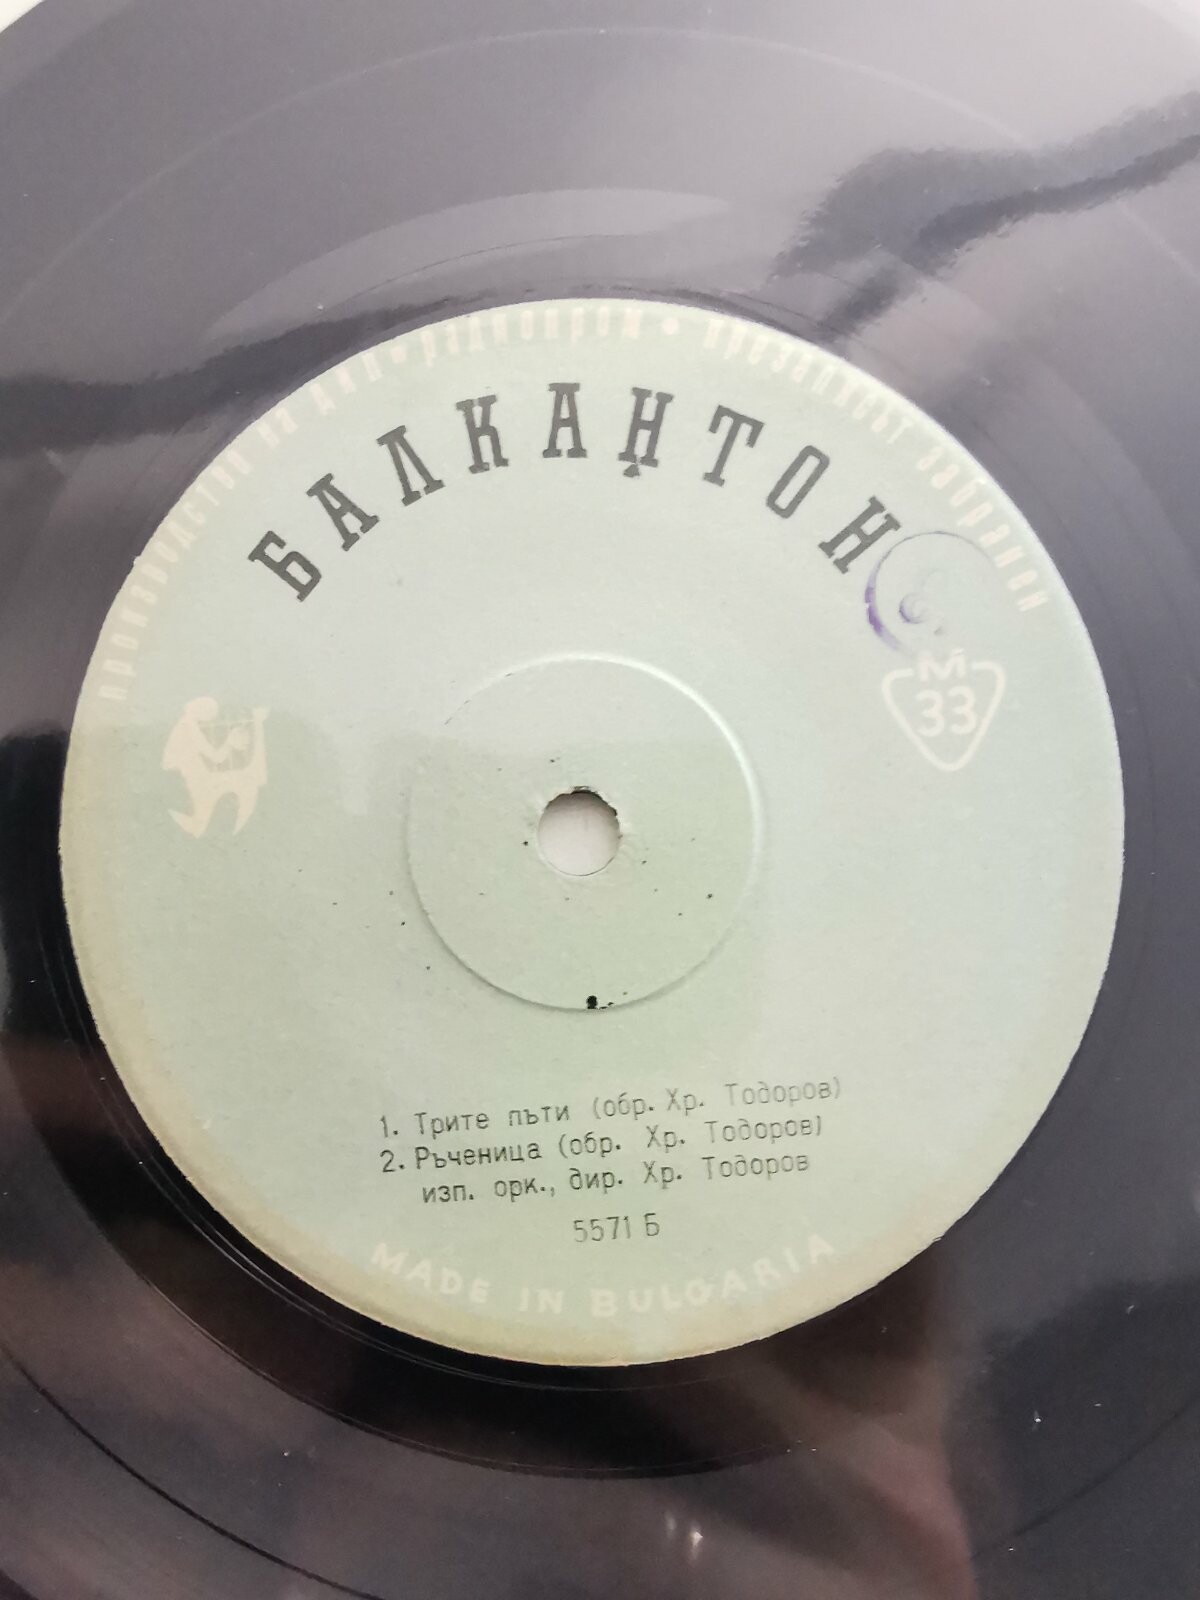 производство на джп • радиопром • презаписът забранен
БАЛКАНТОН
М
33
1. Трите пъти (обр. Хр. Тодоров)
2. Ръченица (обр. Хр. Тодоров)
изп. орк., дир. Хр. Тодоров
5571 Б
MADE IN BULGARIA